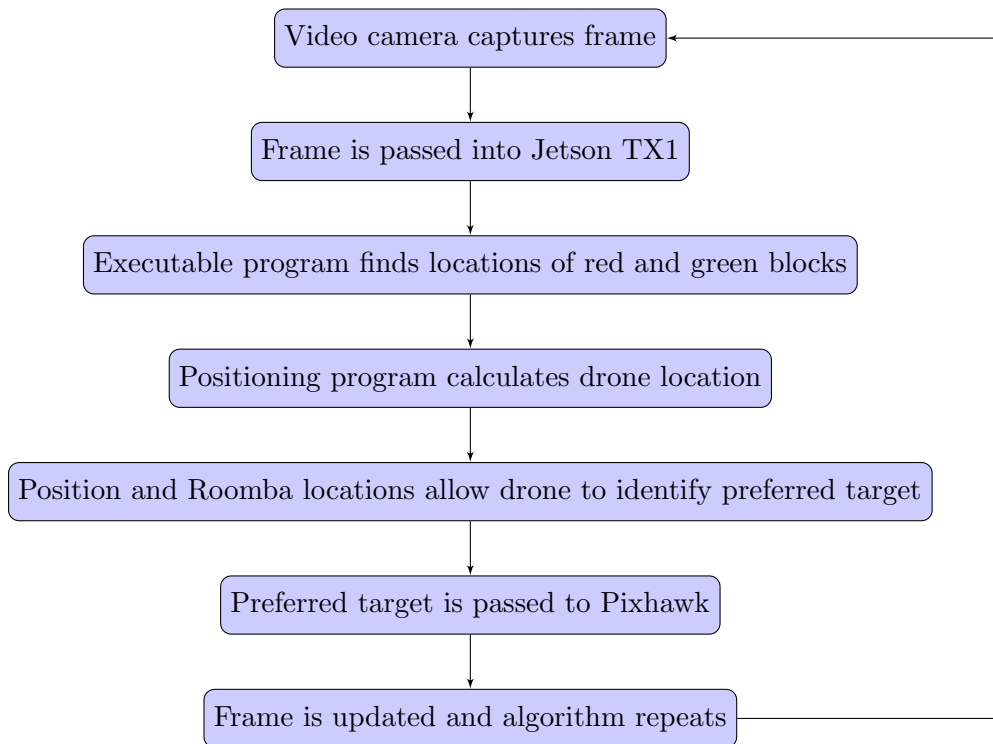 Video camera captures frame
Frame is passed into Jetson TX1
Executable program finds locations of red and green blocks
Positioning program calculates drone location
Position and Roomba locations allow drone to identify preferred target
Preferred target is passed to Pixhawk
Frame is updated and algorithm repeats